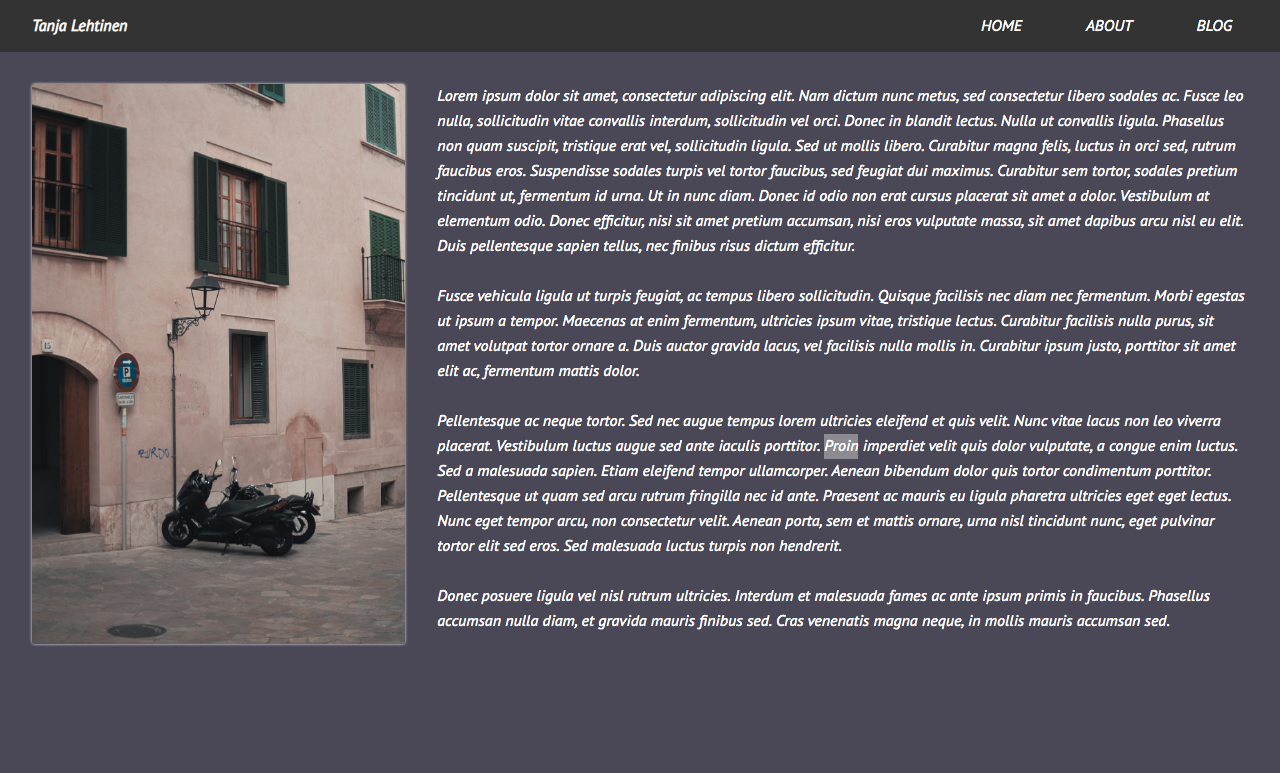 Tanja Lehtinen
HOME
ABOUT
BLOG
15
P
Lorem ipsum dolor sit amet, consectetur adipiscing elit. Nam dictum nunc metus, sed consectetur libero sodales ac. Fusce leo
nulla, sollicitudin vitae convallis interdum, sollicitudin vel orci. Donec in blandit lectus. Nulla ut convallis ligula. Phasellus
non quam suscipit, tristique erat vel, sollicitudin ligula. Sed ut mollis libero. Curabitur magna felis, luctus in orci sed, rutrum
faucibus eros. Suspendisse sodales turpis vel tortor faucibus, sed feugiat dui maximus. Curabitur sem tortor, sodales pretium
tincidunt ut, fermentum id urna. Ut in nunc diam. Donec id odio non erat cursus placerat sit amet a dolor. Vestibulum at
elementum odio. Donec efficitur, nisi sit amet pretium accumsan, nisi eros vulputate massa, sit amet dapibus arcu nisl eu elit.
Duis pellentesque sapien tellus, nec finibus risus dictum efficitur.
Fusce vehicula ligula ut turpis feugiat, ac tempus libero sollicitudin. Quisque facilisis nec diam nec fermentum. Morbi egestas
ut ipsum a tempor. Maecenas at enim fermentum, ultricies ipsum vitae, tristique lectus. Curabitur facilisis nulla purus, sit
amet volutpat tortor ornare a. Duis auctor gravida lacus, vel facilisis nulla mollis in. Curabitur ipsum justo, porttitor sit amet
elit ac, fermentum mattis dolor.
Pellentesque ac neque tortor. Sed nec augue tempus lorem ultricies eleifend et quis velit. Nunc vitae lacus non leo viverra
placerat. Vestibulum luctus augue sed ante iaculis porttitor. Proin imperdiet velit quis dolor vulputate, a congue enim luctus.
Sed a malesuada sapien. Etiam eleifend tempor ullamcorper. Aenean bibendum dolor quis tortor condimentum porttitor.
Pellentesque ut quam sed arcu rutrum fringilla nec id ante. Praesent ac mauris eu ligula pharetra ultricies eget eget lectus.
Nunc eget tempor arcu, non consectetur velit. Aenean porta, sem et mattis ornare, urna nisl tincidunt nunc, eget pulvinar
tortor elit sed eros. Sed malesuada luctus turpis non hendrerit.
Donec posuere ligula vel nisl rutrum ultricies. Interdum et malesuada fames ac ante ipsum primis in faucibus. Phasellus
accumsan nulla diam, et gravida mauris finibus sed. Cras venenatis magna neque, in mollis mauris accumsan sed.